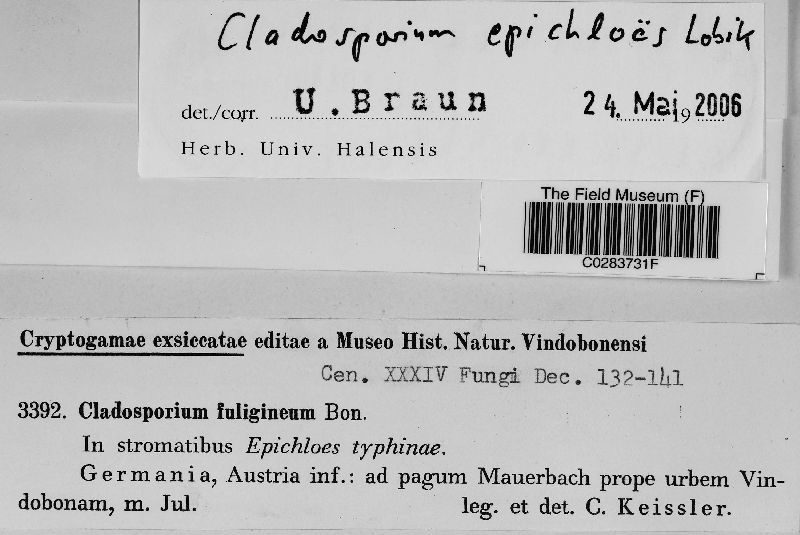 Cladosporium epichloës Lobik
det./corr. U. Braun 24. Mai 2006
Herb. Univ. Halensis
The Field Museum (F)
C0283731F
Cryptogamae exsiccatae editae a Museo Hist. Natur. Vindobonensi
Cen. XXXIV Fungi Dec. 132-141
3392. Cladosporium fuligineum Bon.
In stromatibus Epichloes typhinae.
Germania, Austria inf.: ad pagum Mauerbach prope urbem Vin-
dobonam, m. Jul. leg. et det. C. Keissler.